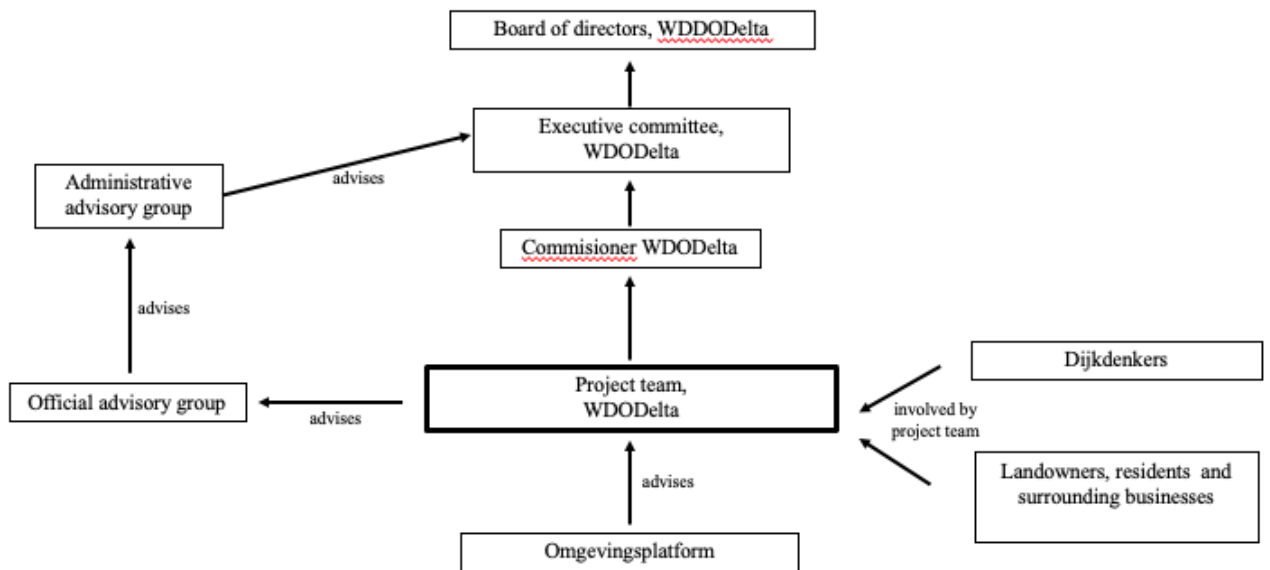 Board of directors, WDDODelta
Executive committee,
WDODelta
advises
Administrative
advisory group
Commisioner WDODelta
advises
Dijkdenkers
Project team,
WDODelta
Official advisory group
advises
involved by
project team
Landowners, residents and
surrounding businesses
advises
Omgevingsplatform